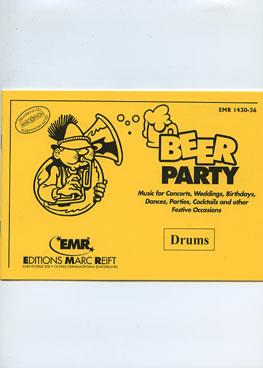 EMR 1430-36
BEER
PARTY
Music for Concerts, Weddings, Birthdays,
Dances, Parties, Cocktails and other
Festive Occasions
Drums
EMR
EDITIONS MARC REIFT